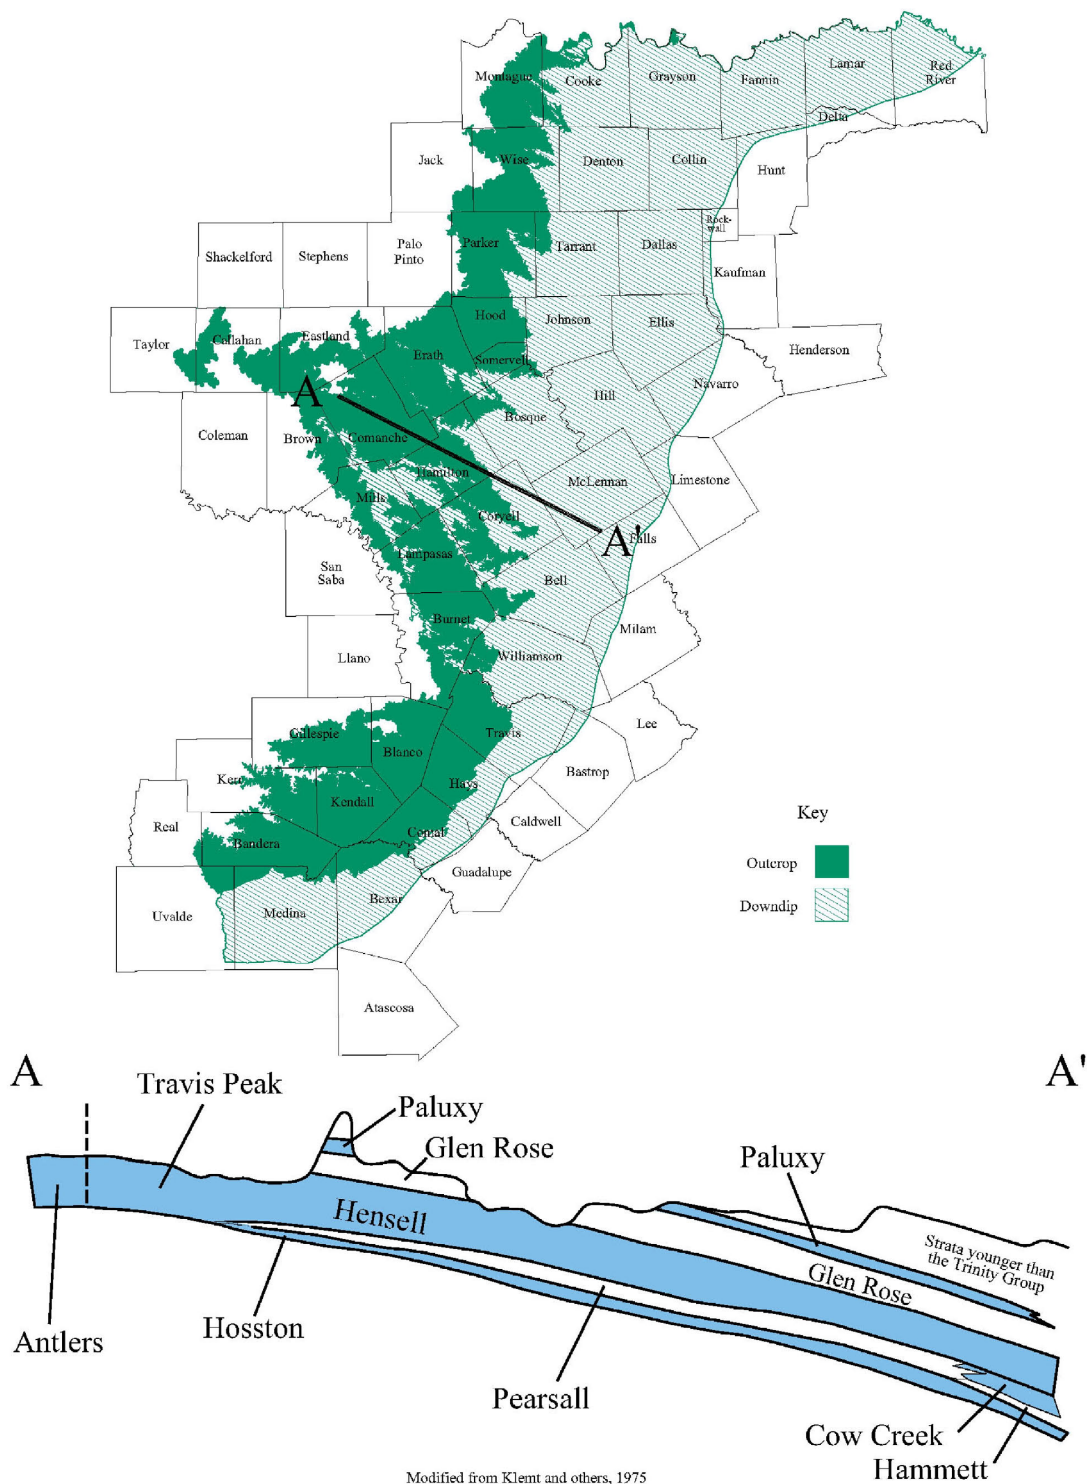 Montague
Cooke
Grayson
Fannin
Lamar
Red
River
Delta
Jack
Wise
Denton
Collin
Hunt
Rock-
wall
Shackelford
Stephens
Palo
Pinto
Parker
Tarrant
Dallas
Kaufman
Taylor
Callahan
Eastland
Erath
Hood
Somervell
Johnson
Ellis
Henderson
Navarro
A
Coleman
Brown
Comanche
Bosque
Hill
Hamilton
Mills
McLennan
Limestone
Coryell
A'
Falls
Lampasas
San
Saba
Bell
Burnet
Milam
Llano
Williamson
Gillespie
Blanco
Travis
Lee
Kerr
Kendall
Hays
Bastrop
Real
Bandera
Comal
Caldwell
Guadalupe
Uvalde
Medina
Bexar
Atascosa
Key
Outcrop
Downdip
A
A'
Travis Peak
Paluxy
Glen Rose
Paluxy
Hensell
Strata younger than
the Trinity Group
Glen Rose
Antlers
Hosston
Pearsall
Cow Creek
Hammett
Modified from Klemt and others, 1975